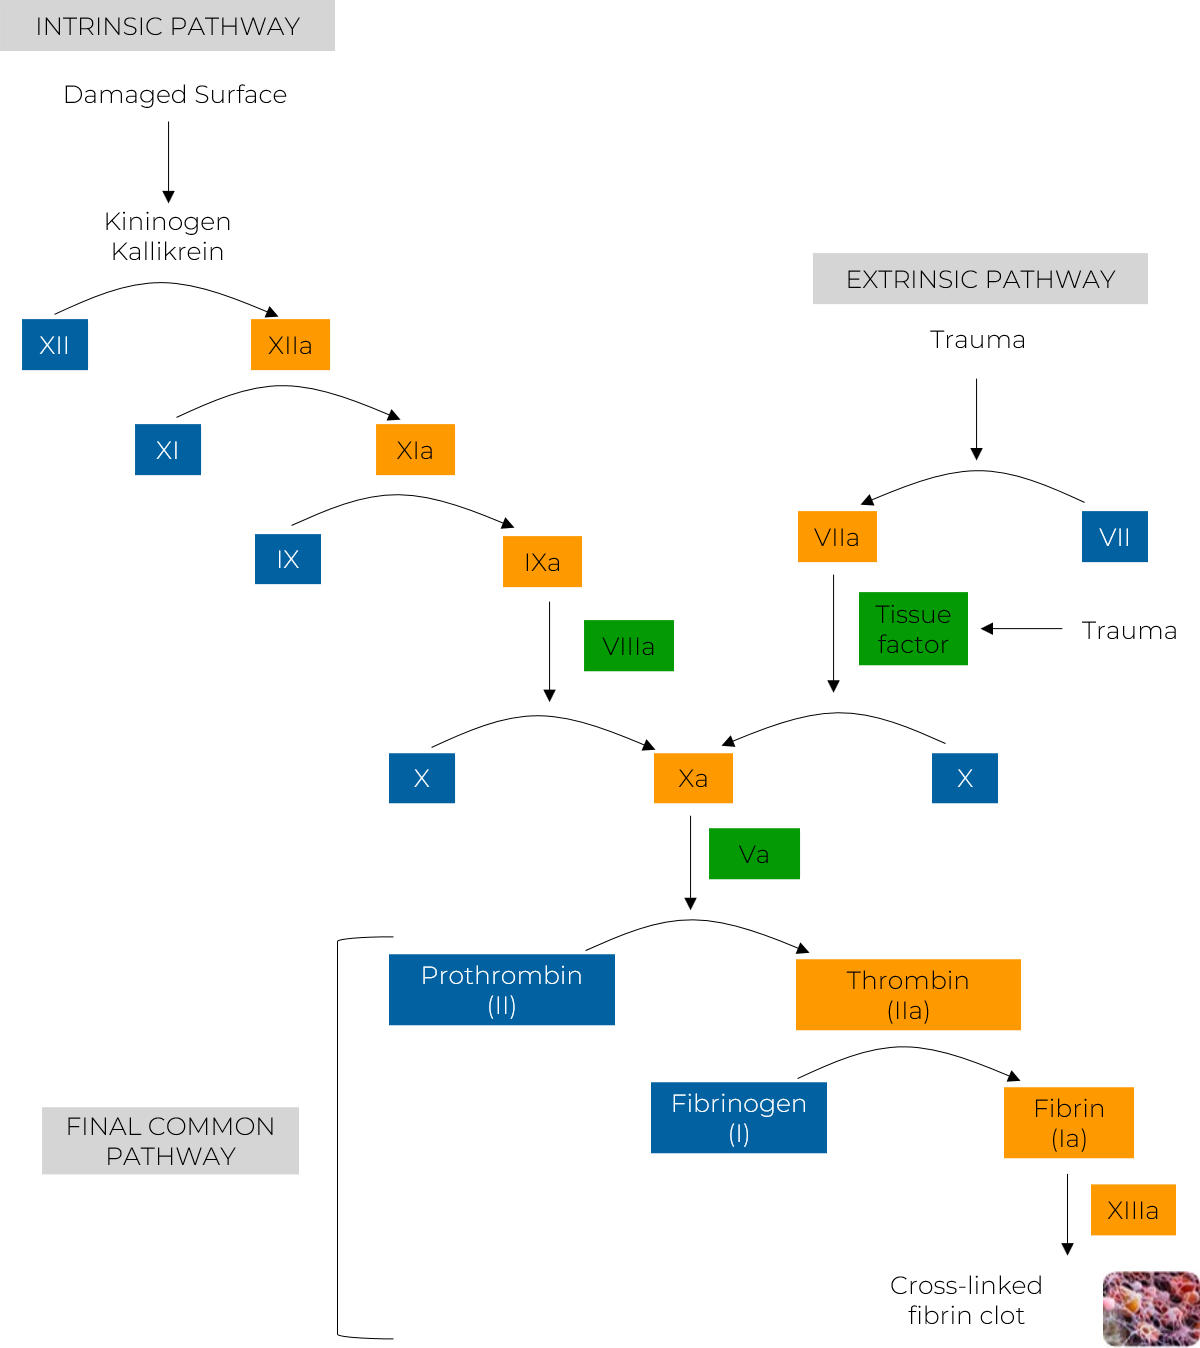 INTRINSIC PATHWAY
Damaged Surface
Kininogen
Kallikrein
EXTRINSIC PATHWAY
XII
XIIa
Trauma
XI
XIa
VIIa
VII
IX
IXa
Tissue
factor
Trauma
VIIIa
X
Xa
X
Va
Prothrombin
(II)
Thrombin
(IIa)
Fibrinogen
(I)
Fibrin
(Ia)
FINAL COMMON
PATHWAY
XIIIa
Cross-linked
fibrin clot